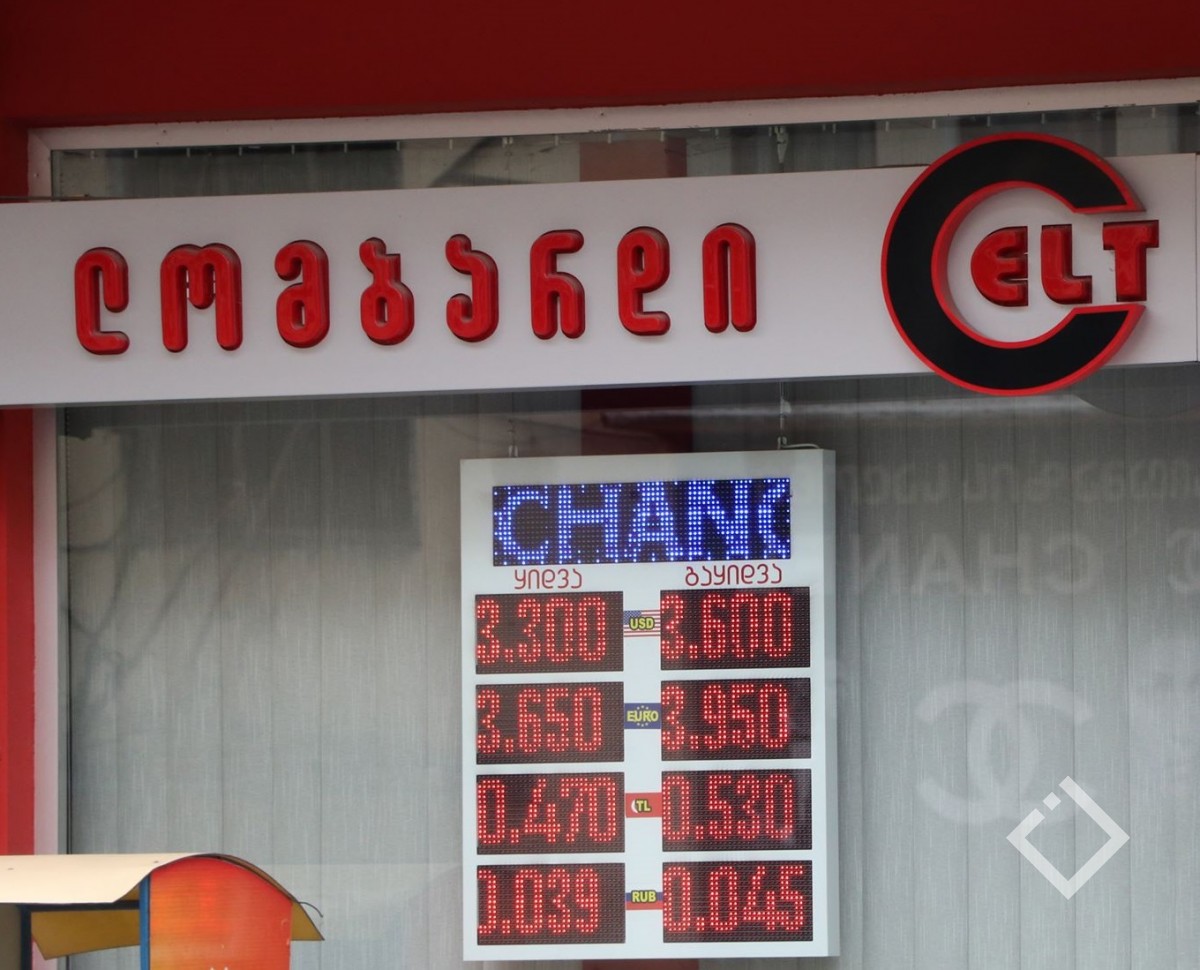 ლომბარდი CELT
CHANG
ყიდვა გაყიდვა
3.300 USD 3.600
3.650 EURO 3.950
0.470 TL 0.530
0.039 RUB 0.045